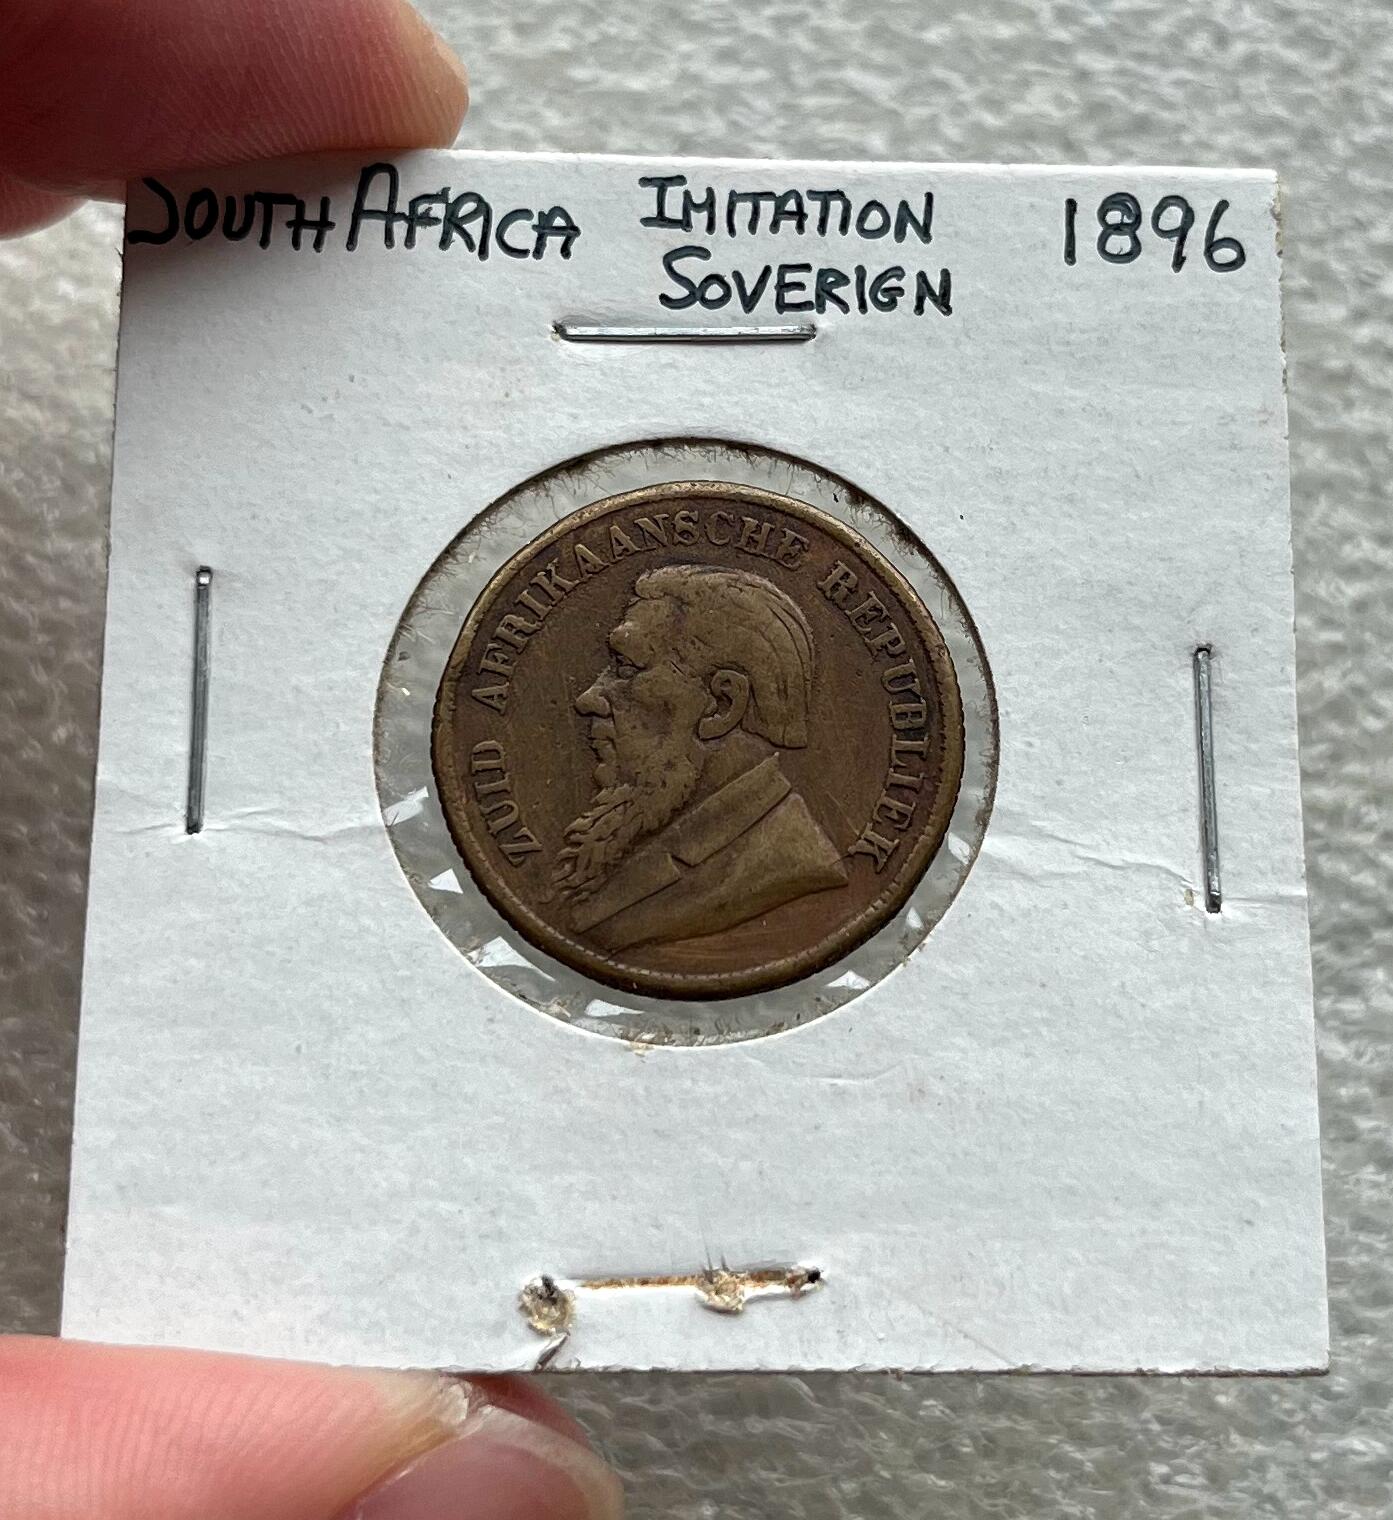 SOUTH AFRICA IMITATION 1896
SOVERIGN
ZUID AFRIKAANSCHE REPUBLIEK